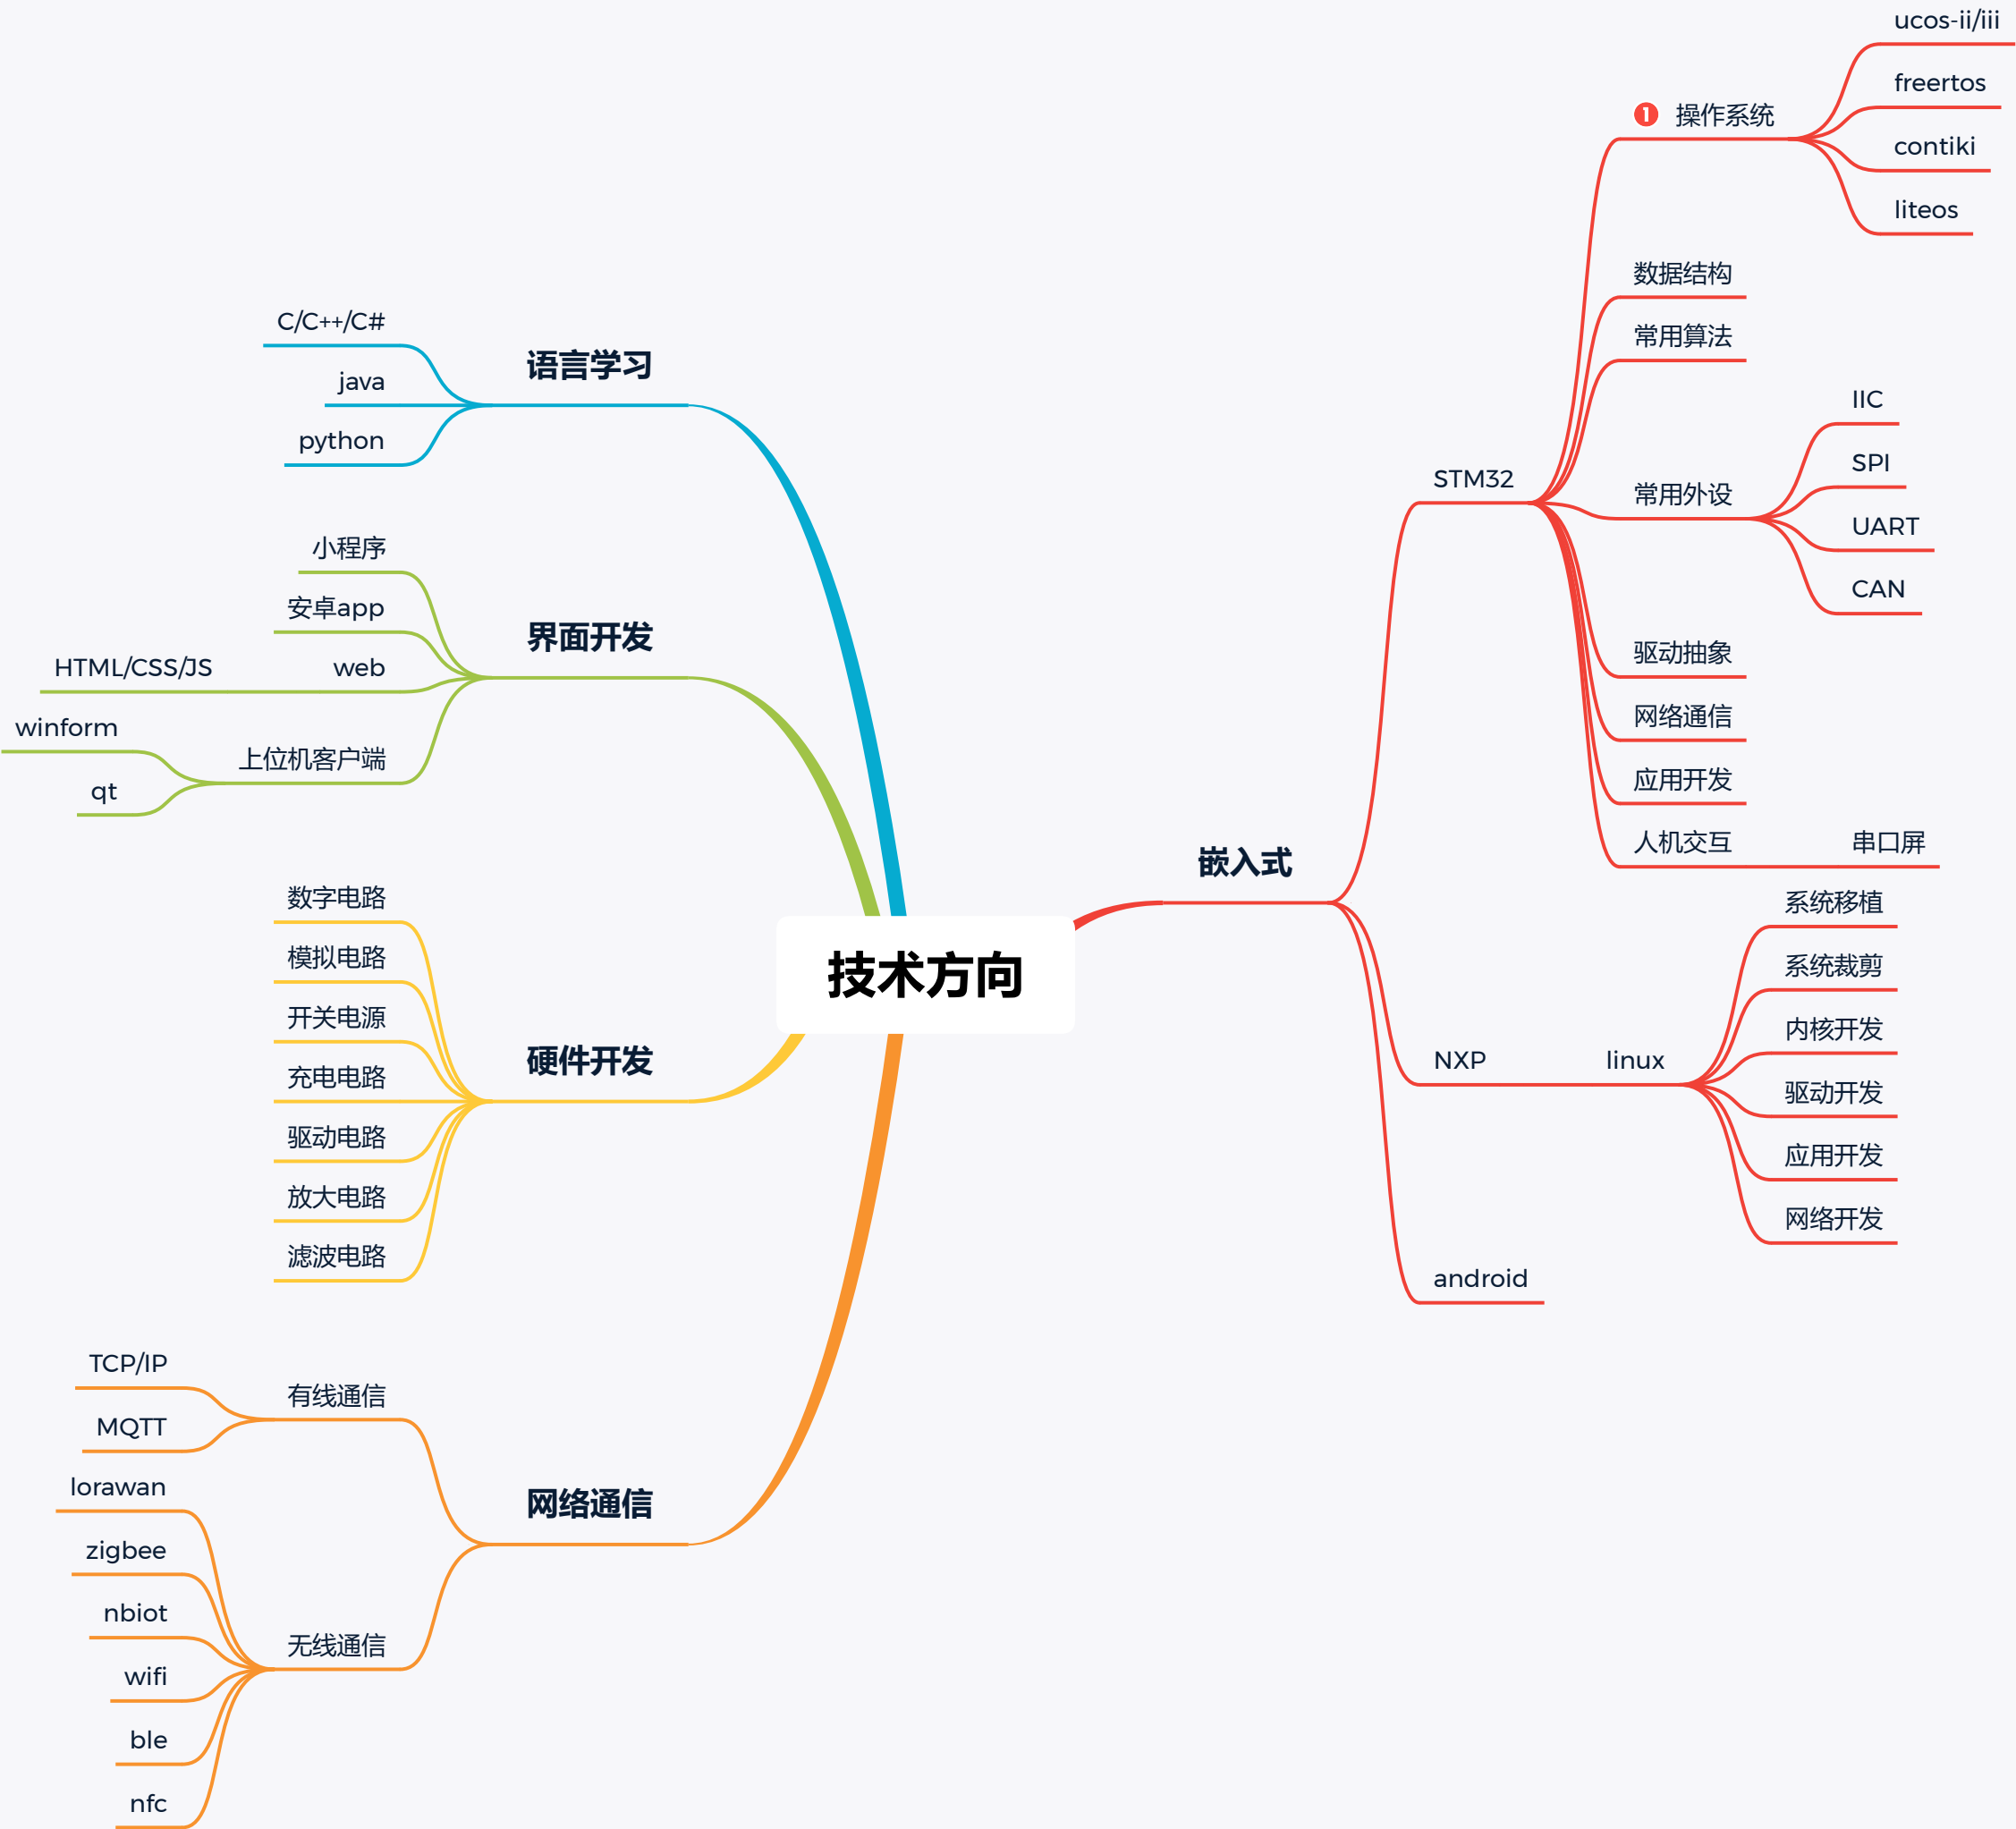 技术方向
嵌入式
STM32
1 操作系统
ucos-ii/iii
freertos
contiki
liteos
数据结构
常用算法
常用外设
IIC
SPI
UART
CAN
驱动抽象
网络通信
应用开发
人机交互
串口屏
NXP
linux
系统移植
系统裁剪
内核开发
驱动开发
应用开发
网络开发
android
语言学习
C/C++/C#
java
python
界面开发
小程序
安卓app
web
HTML/CSS/JS
上位机客户端
winform
qt
硬件开发
数字电路
模拟电路
开关电源
充电电路
驱动电路
放大电路
滤波电路
网络通信
有线通信
TCP/IP
MQTT
无线通信
lorawan
zigbee
nbiot
wifi
ble
nfc